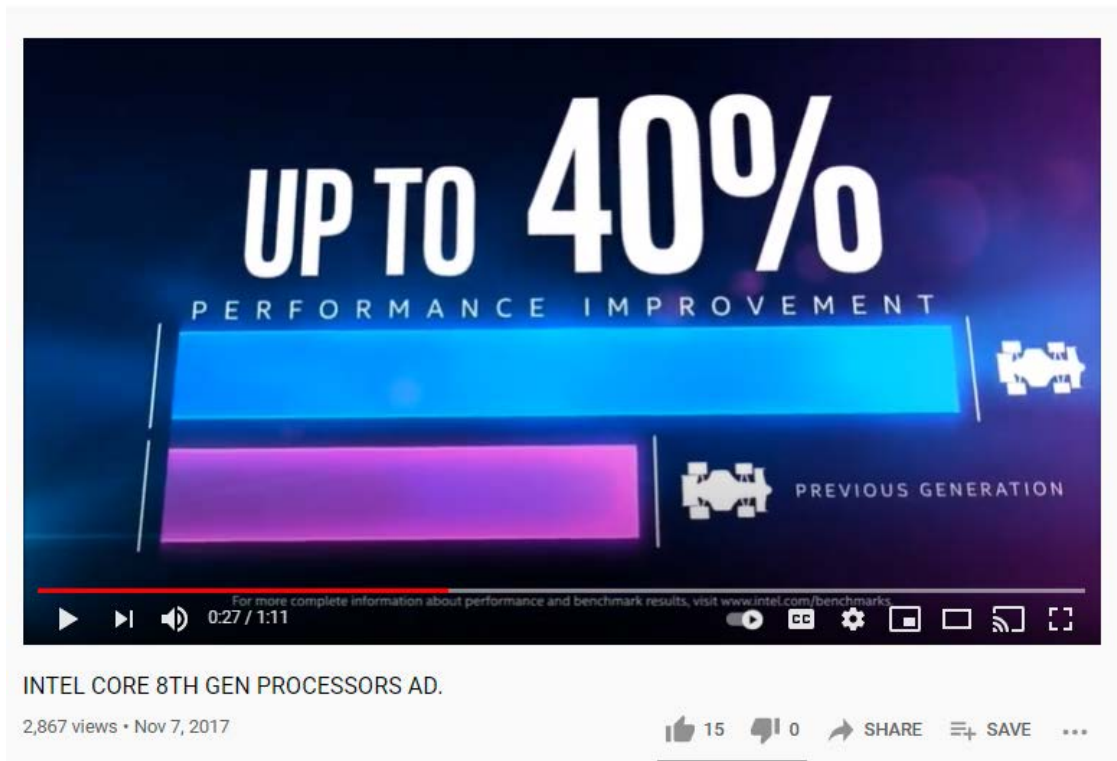 UP TO 40%
PERFORMANCE IMPROVEMENT
PREVIOUS GENERATION
For more complete information about performance and benchmark results, visit www.intel.com/benchmarks.
0:27 / 1:11
CC
INTEL CORE 8TH GEN PROCESSORS AD.
2,867 views • Nov 7, 2017
15 0 SHARE SAVE